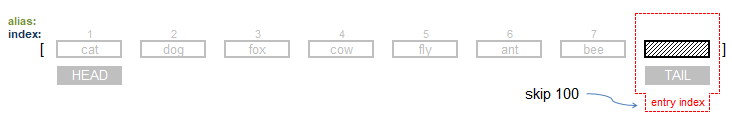 alias:
index: 1 2 3 4 5 6 7
[ cat dog fox cow fly ant bee ]
HEAD TAIL
skip 100 entry index